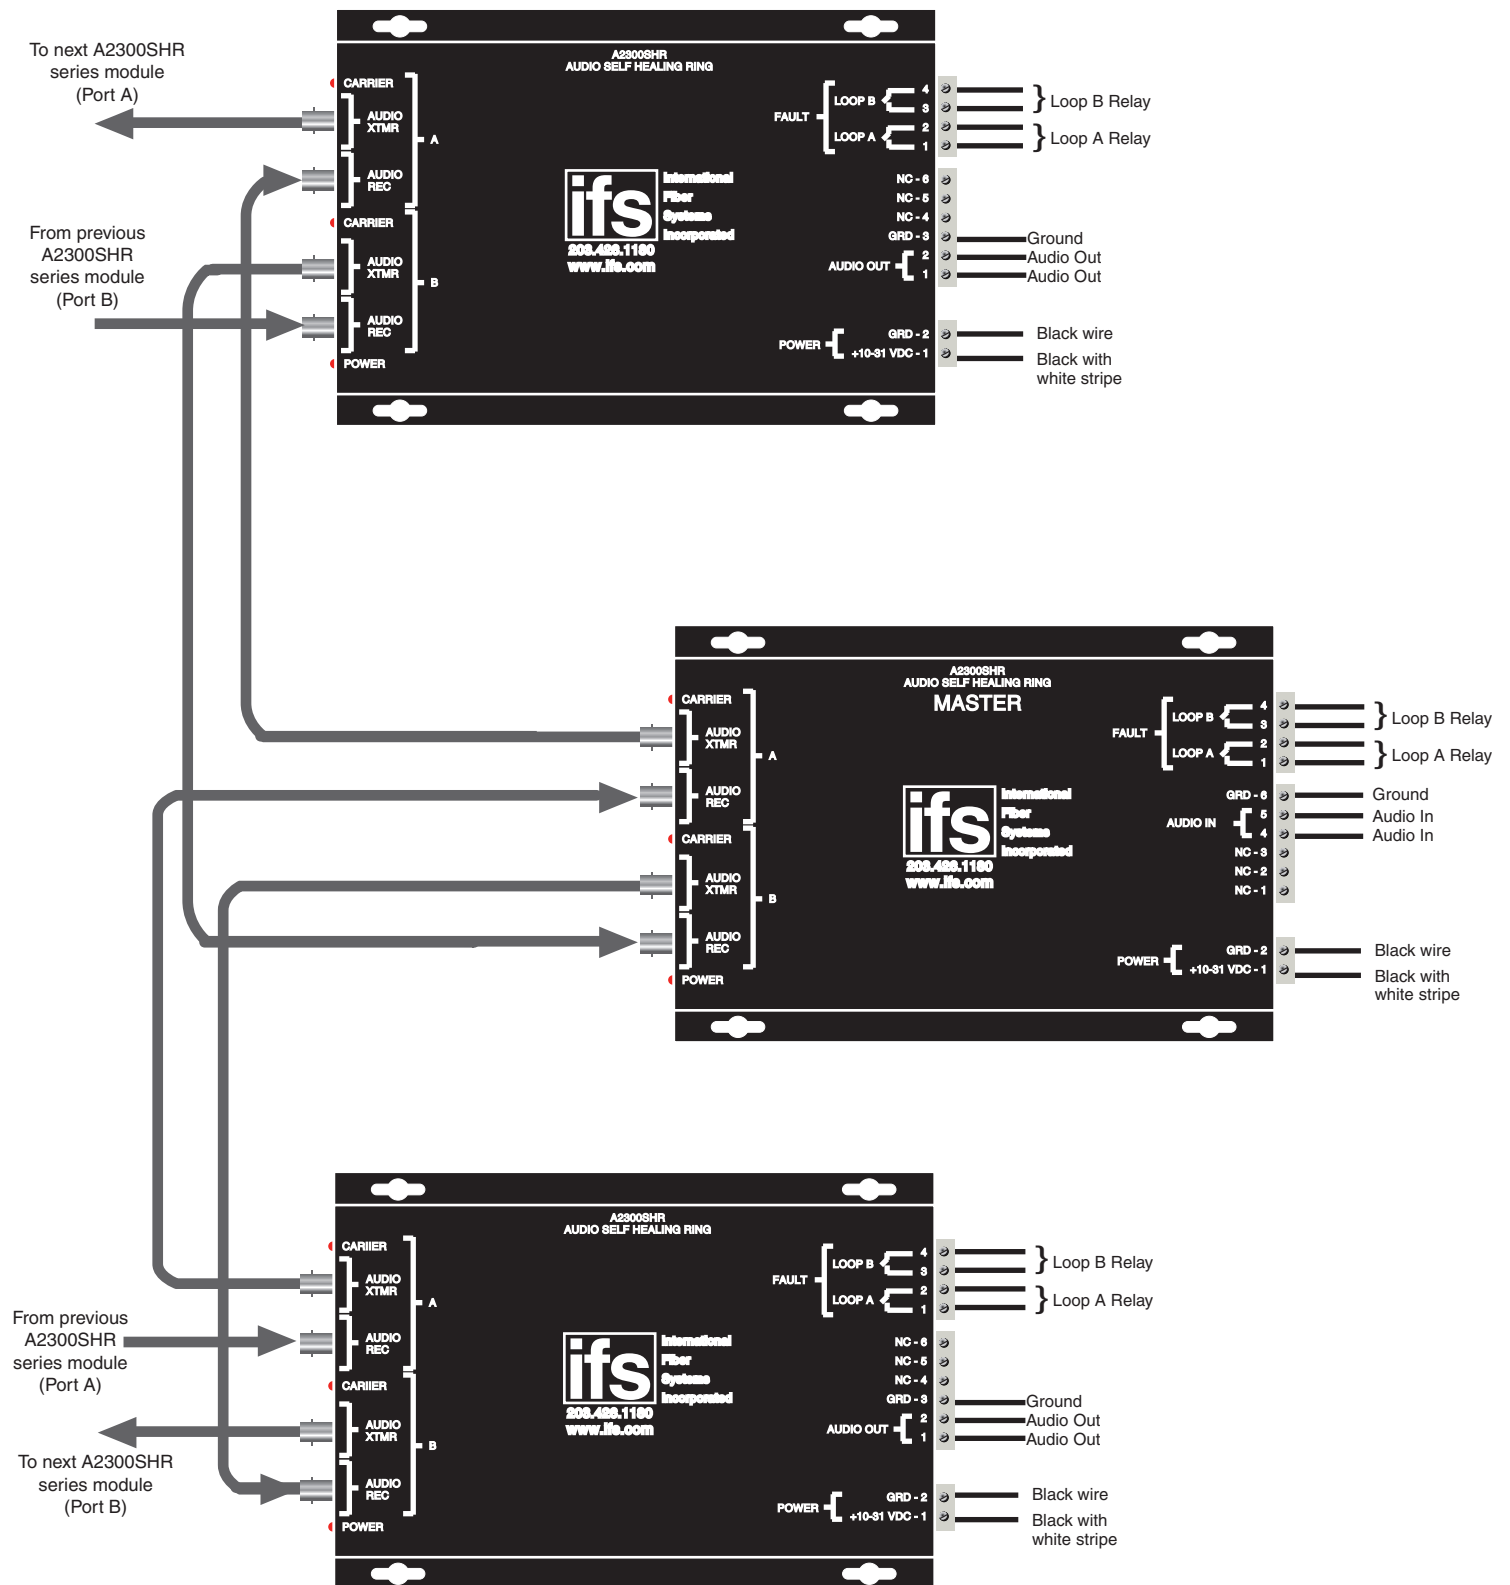 To next A2300SHR
series module
(Port A)
From previous
A2300SHR
series module
(Port B)
A2300SHR
AUDIO SELF HEALING RING
CARRIER
AUDIO
XTMR
A
AUDIO
REC
CARRIER
AUDIO
XTMR
B
AUDIO
REC
POWER
ifs
International
Fiber
Systems
Incorporated
203.426.1180
www.ifs.com
FAULT
LOOP B
4
3
LOOP A
2
1
NC - 6
NC - 5
NC - 4
GRD - 3
AUDIO OUT
2
1
POWER
GRD - 2
+10-31 VDC - 1
Loop B Relay
Loop A Relay
Ground
Audio Out
Audio Out
Black wire
Black with
white stripe
A2300SHR
AUDIO SELF HEALING RING
MASTER
CARRIER
AUDIO
XTMR
A
AUDIO
REC
CARRIER
AUDIO
XTMR
B
AUDIO
REC
POWER
ifs
International
Fiber
Systems
Incorporated
203.426.1180
www.ifs.com
FAULT
LOOP B
4
3
LOOP A
2
1
GRD - 6
AUDIO IN
5
4
NC - 3
NC - 2
NC - 1
POWER
GRD - 2
+10-31 VDC - 1
Loop B Relay
Loop A Relay
Ground
Audio In
Audio In
Black wire
Black with
white stripe
From previous
A2300SHR
series module
(Port A)
To next A2300SHR
series module
(Port B)
A2300SHR
AUDIO SELF HEALING RING
CARIIER
AUDIO
XTMR
A
AUDIO
REC
CARIIER
AUDIO
XTMR
B
AUDIO
REC
POWER
ifs
International
Fiber
Systems
Incorporated
203.426.1180
www.ifs.com
FAULT
LOOP B
4
3
LOOP A
2
1
NC - 6
NC - 5
NC - 4
GRD - 3
AUDIO OUT
2
1
POWER
GRD - 2
+10-31 VDC - 1
Loop B Relay
Loop A Relay
Ground
Audio Out
Audio Out
Black wire
Black with
white stripe